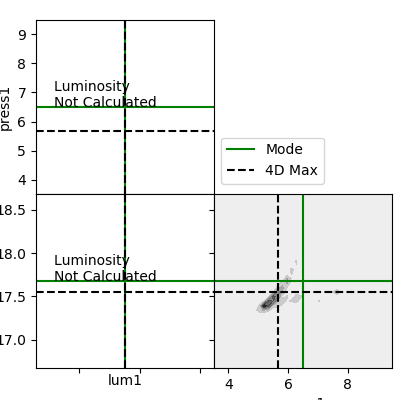 9
8
7
6
5
4
press1
Luminosity
Not Calculated
Mode
4D Max
18.5
18.0
17.5
17.0
Luminosity
Not Calculated
lum1
4
6
8